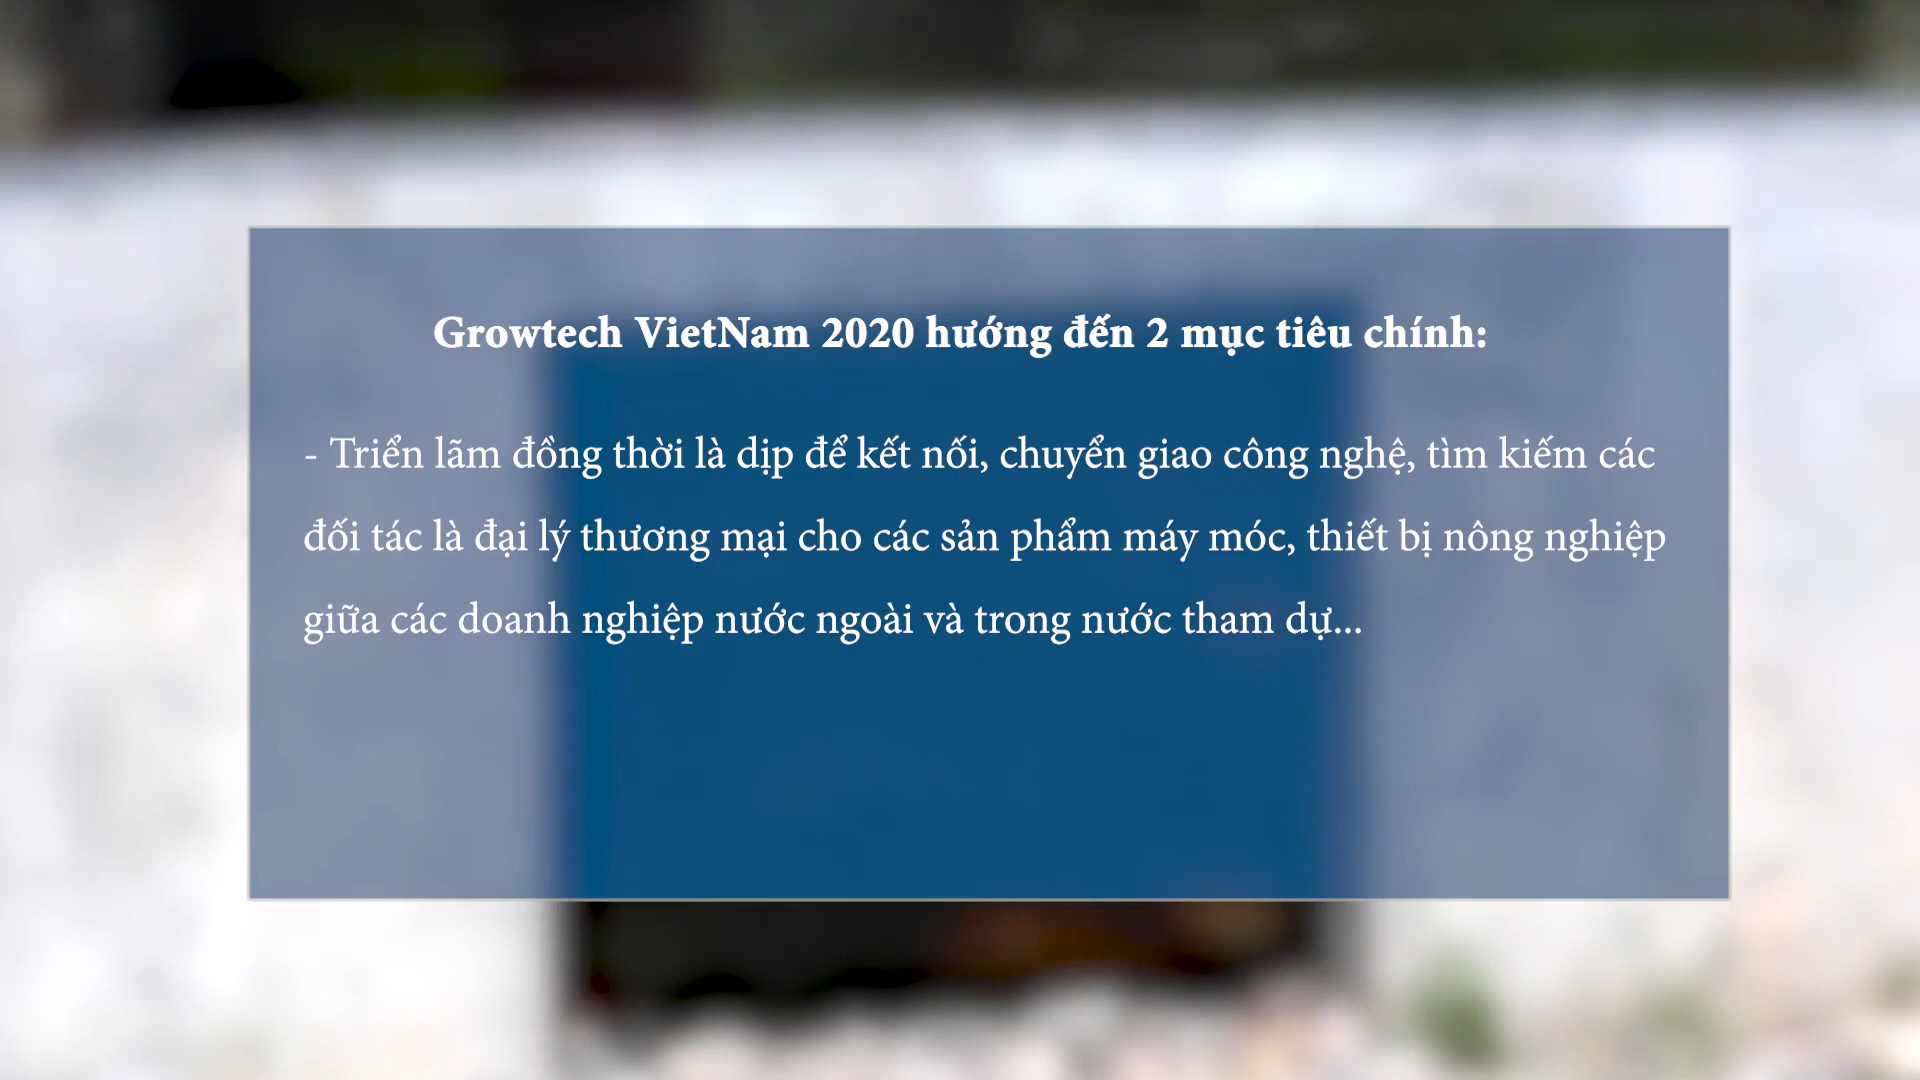 Growtech VietNam 2020 hướng đến 2 mục tiêu chính:
- Triển lãm đồng thời là dịp để kết nối, chuyển giao công nghệ, tìm kiếm các
đối tác là đại lý thương mại cho các sản phẩm máy móc, thiết bị nông nghiệp
giữa các doanh nghiệp nước ngoài và trong nước tham dự...